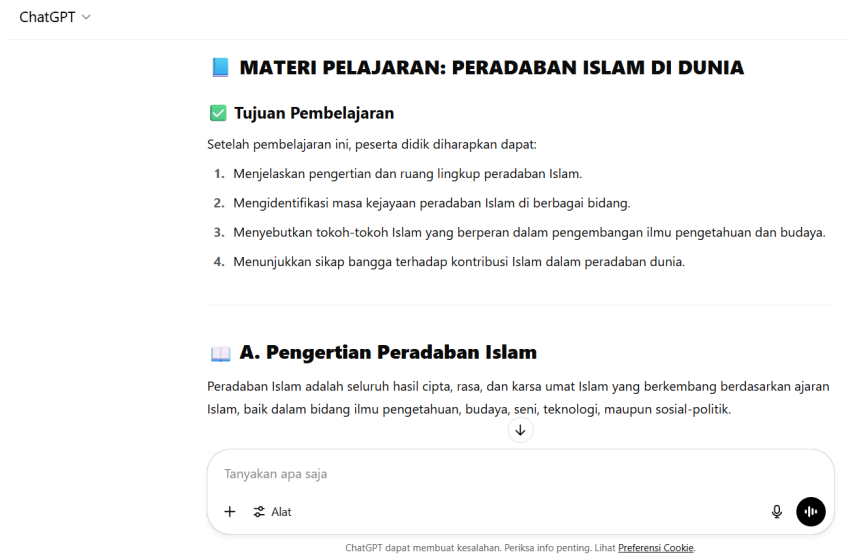 ChatGPT
📘 MATERI PELAJARAN: PERADABAN ISLAM DI DUNIA
✅ Tujuan Pembelajaran
Setelah pembelajaran ini, peserta didik diharapkan dapat:
1. Menjelaskan pengertian dan ruang lingkup peradaban Islam.
2. Mengidentifikasi masa kejayaan peradaban Islam di berbagai bidang.
3. Menyebutkan tokoh-tokoh Islam yang berperan dalam pengembangan ilmu pengetahuan dan budaya.
4. Menunjukkan sikap bangga terhadap kontribusi Islam dalam peradaban dunia.
📖 A. Pengertian Peradaban Islam
Peradaban Islam adalah seluruh hasil cipta, rasa, dan karsa umat Islam yang berkembang berdasarkan ajaran
Islam, baik dalam bidang ilmu pengetahuan, budaya, seni, teknologi, maupun sosial-politik.
Tanyakan apa saja
Alat
ChatGPT dapat membuat kesalahan. Periksa info penting. Lihat Preferensi Cookie.